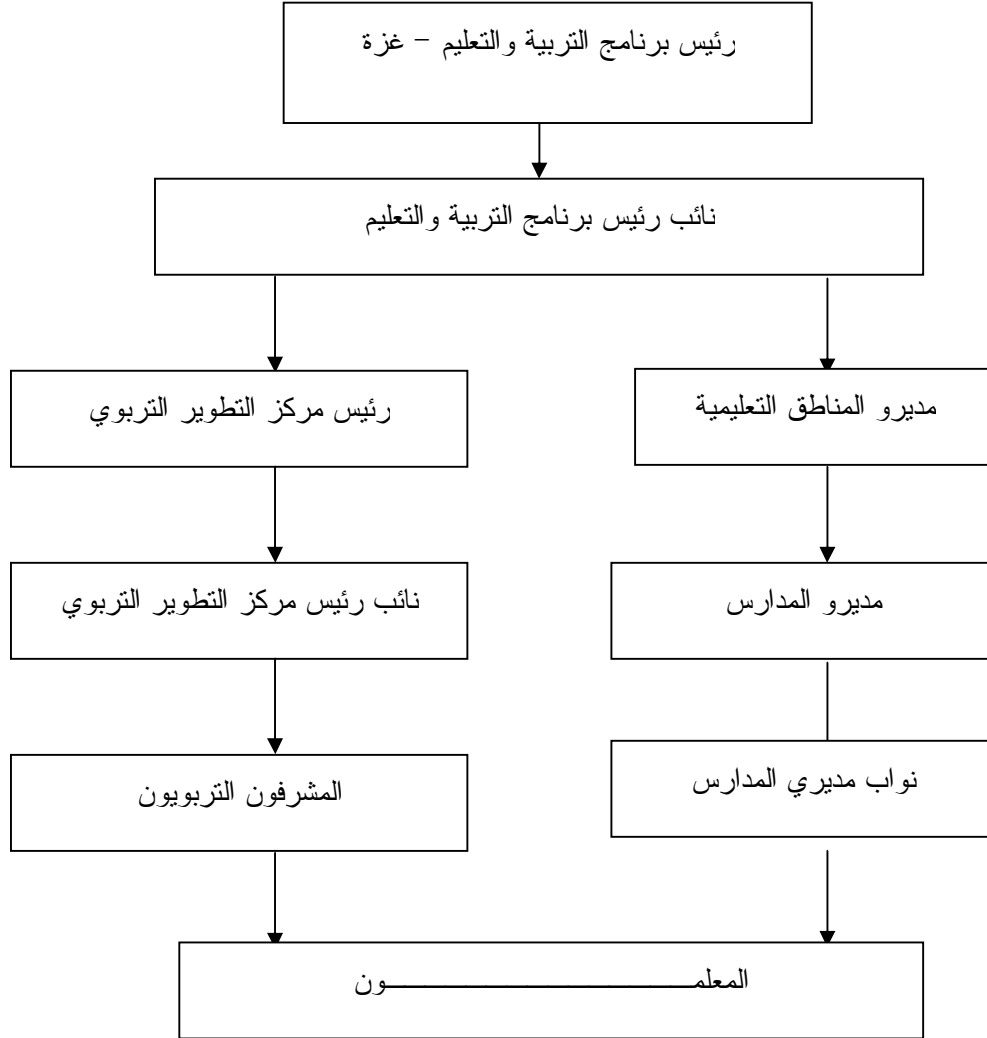 رئيس برنامج التربية والتعليم – غزة
نائب رئيس برنامج التربية والتعليم
مديرو المناطق التعليمية
رئيس مركز التطوير التربوي
مديرو المدارس
نائب رئيس مركز التطوير التربوي
نواب مديري المدارس
المشرفون التربويون
المعلمـــــــــــــــــــــــون